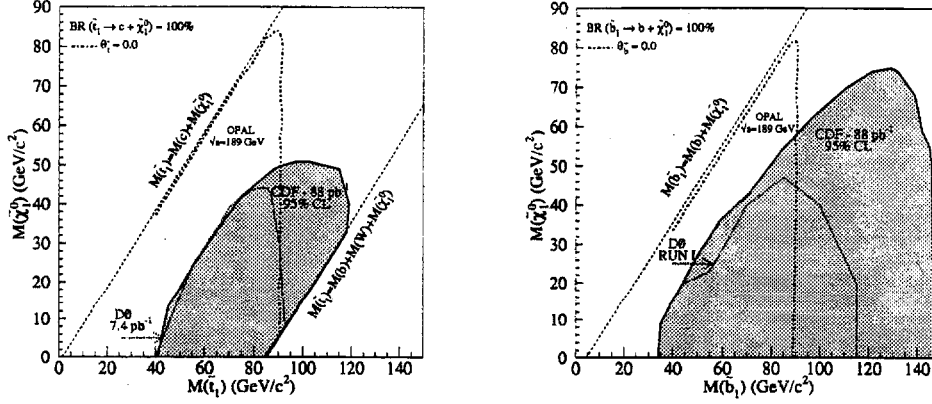 BR (t̃₁ → c + χ̃₁⁰) = 100%
θt̃ = 0.0
M(t̃₁)=M(c)+M(χ̃₁⁰)
OPAL
√s=189 GeV
CDF - 88 pb⁻¹
95% CL
M(t̃₁)=M(b)+M(W)+M(χ̃₁⁰)
DØ
7.4 pb⁻¹
M(χ̃₁⁰) (GeV/c²)
90
80
70
60
50
40
30
20
10
0
0 20 40 60 80 100 120 140
M(t̃₁) (GeV/c²)
BR (b̃₁ → b + χ̃₁⁰) = 100%
θb̃ = 0.0
M(b̃₁)=M(b)+M(χ̃₁⁰)
OPAL
√s=189 GeV
CDF - 88 pb⁻¹
95% CL
DØ
RUN I
M(χ̃₁⁰) (GeV/c²)
90
80
70
60
50
40
30
20
10
0
0 20 40 60 80 100 120 140
M(b̃₁) (GeV/c²)